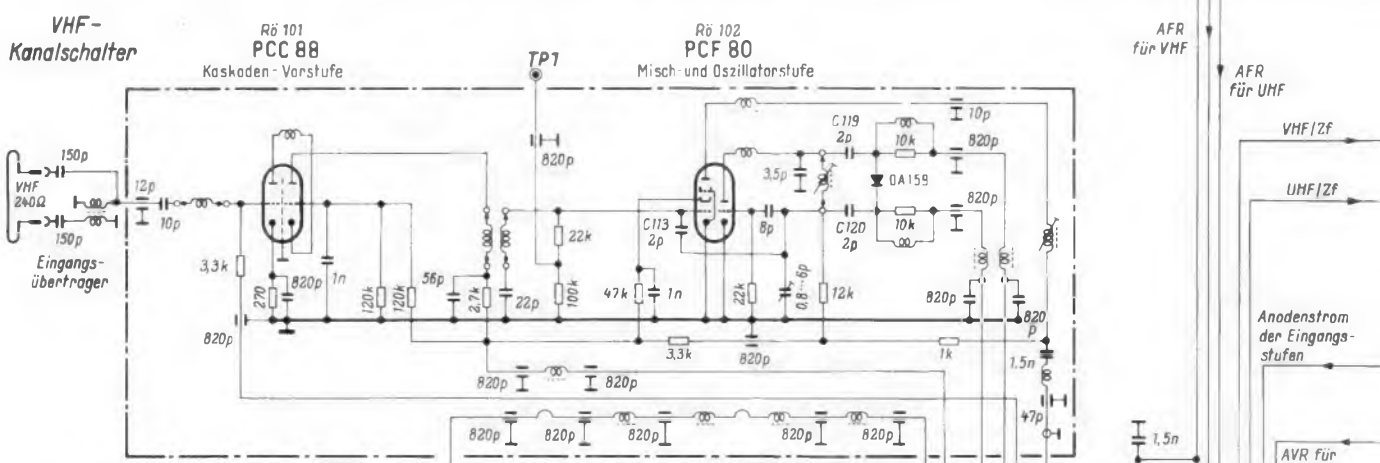 VHF-
Kanalschalter
Rö 101
PCC 88
Kaskaden-Vorstufe
TP1
Rö 102
PCF 80
Misch- und Oszillatorstufe
AFR
für VHF
AFR
für UHF
VHF/Zf
UHF/Zf
Anodenstrom
der Eingangs-
stufen
AVR für
1,5n
150p
VHF
240Ω
150p
Eingangs-
übertrager
12p
10p
3,3k
820p
270
820p
1n
120k
120k
56p
2,7k
22p
820p
22k
100k
47k
1n
C113
2p
8p
22k
820p
0,8...6p
12k
3,5p
C119
2p
C120
2p
10k
OA159
10k
10p
820p
820p
820p
820
p
3,3k
1k
1,5n
47p
820p
820p
820p
820p
820p
820p
820p